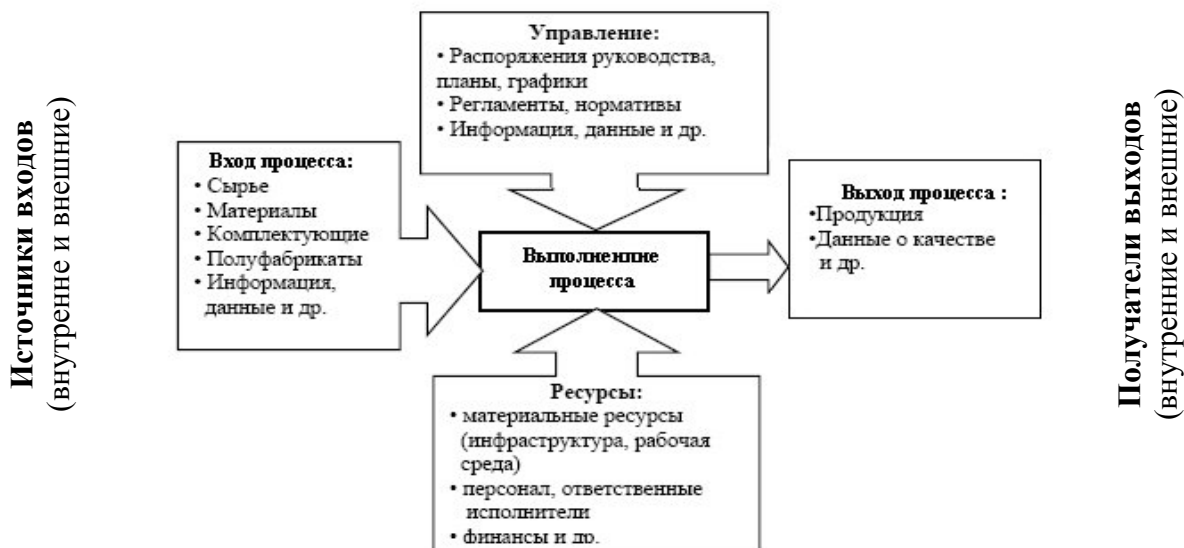 Источники входов
(внутренне и внешние)
Управление:
• Распоряжения руководства,
планы, графики
• Регламенты, нормативы
• Информация, данные и др.
Вход процесса:
• Сырье
• Материалы
• Комплектующие
• Полуфабрикаты
• Информация,
данные и др.
Выполненипе
процесса
Выход процесса :
•Продукция
•Данные о качестве
и др.
Ресурсы:
• материальные ресурсы
(инфраструктура, рабочая
среда)
• персонал, ответственные
исполнители
• финансы и др.
Получатели выходов
(внутренние и внешние)